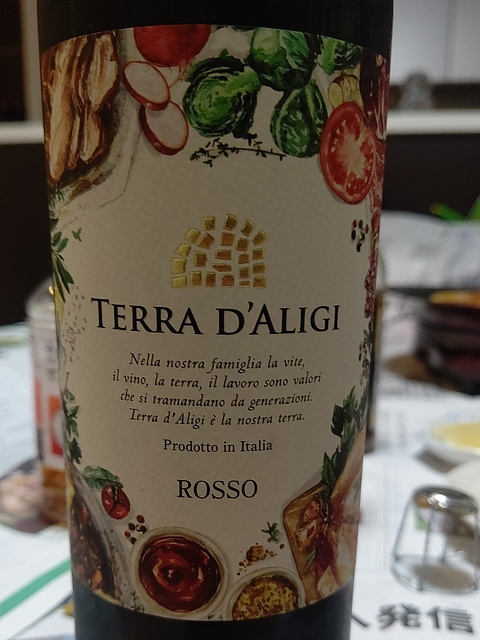 TERRA D'ALIGI
Nella nostra famiglia la vite,
il vino, la terra, il lavoro sono valori
che si tramandano da generazioni.
Terra d'Aligi è la nostra terra.
Prodotto in Italia
ROSSO
発信